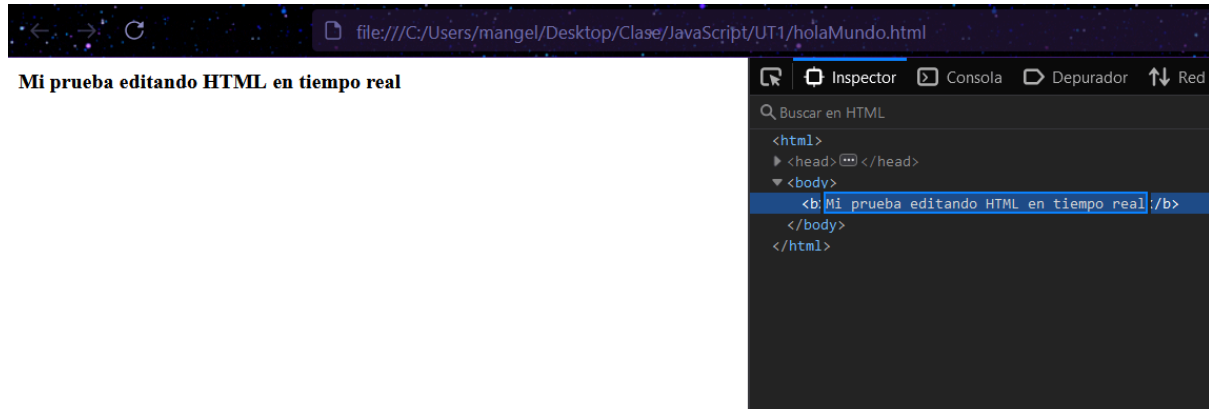 file:///C:/Users/mangel/Desktop/Clase/JavaScript/UT1/holaMundo.html
Mi prueba editando HTML en tiempo real
Inspector Consola Depurador Red
Buscar en HTML
<html>
<head> </head>
<body>
<b Mi prueba editando HTML en tiempo real /b>
</body>
</html>